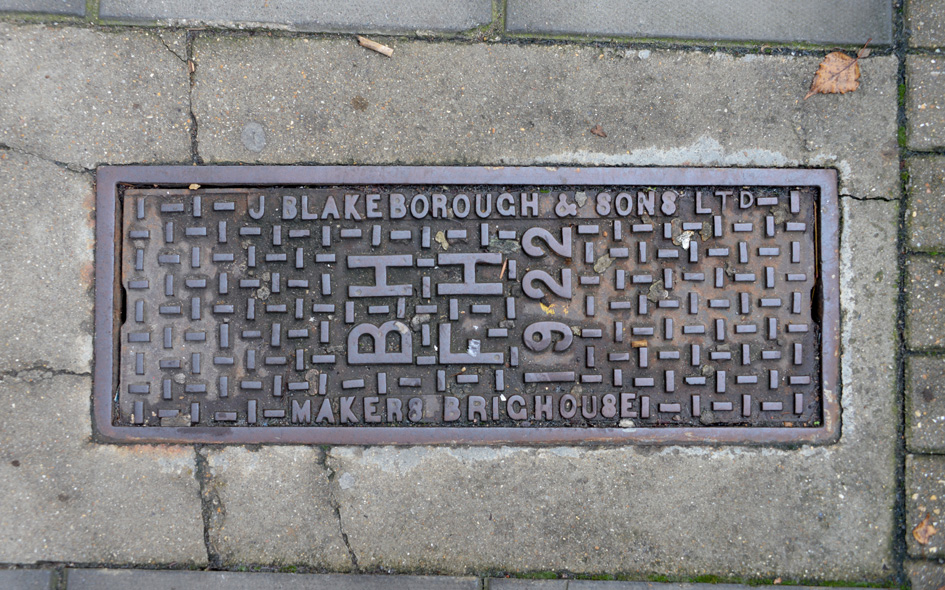 J BLAKEBOROUGH & SONS LTD
BH
FH
1922
MAKERS BRIGHOUSE